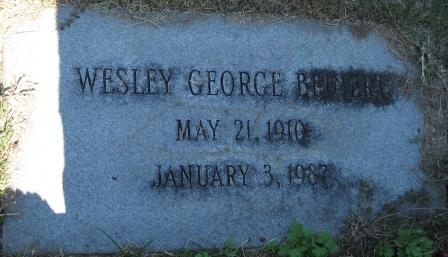 WESLEY GEORGE
MAY 21, 1910
JANUARY 3, 1987